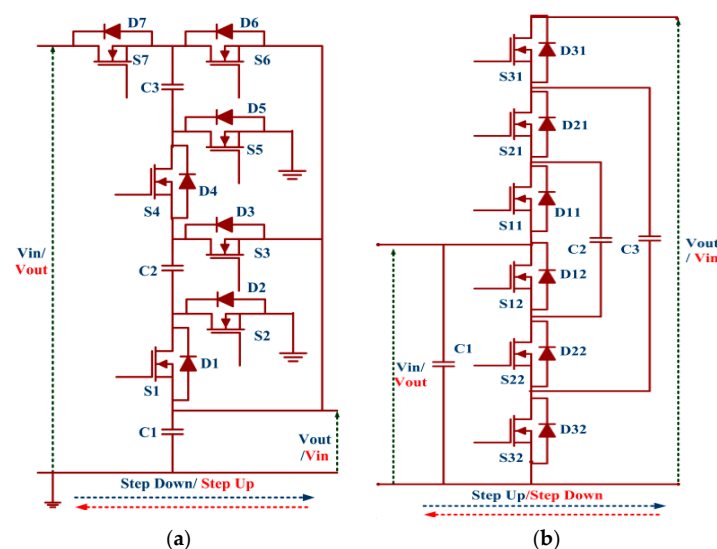 D7
D6
S7
S6
C3
D5
S5
S4
D4
D3
S3
Vin/
Vout
C2
D2
S2
D1
S1
C1
Vout
/Vin
Step Down/ Step Up
(a)
D31
S31
D21
S21
D11
S11
C2
C3
Vout
/ Vin
D12
S12
C1
Vin/
Vout
D22
S22
D32
S32
Step Up/Step Down
(b)